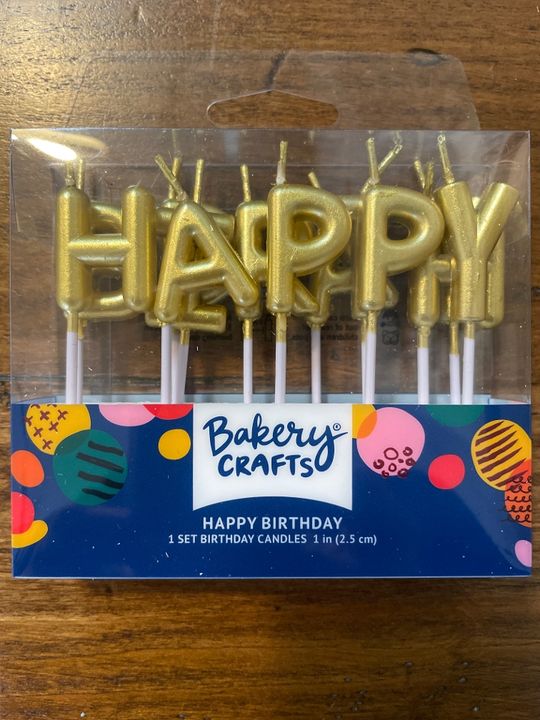 HAPPY
Bakery®
CRAFTS
HAPPY BIRTHDAY
1 SET BIRTHDAY CANDLES 1 in (2.5 cm)